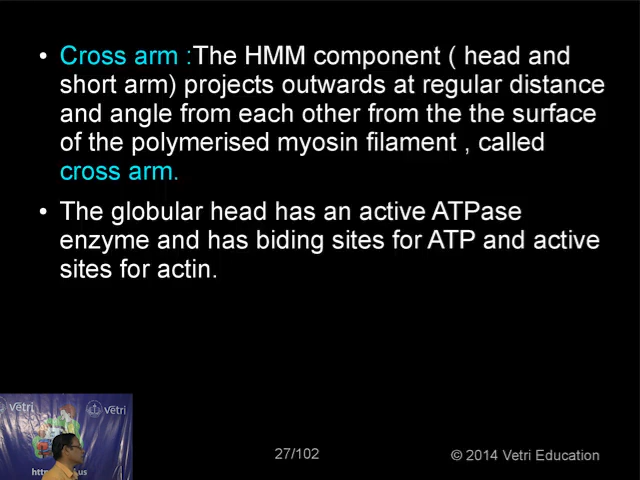 • Cross arm :The HMM component ( head and
short arm) projects outwards at regular distance
and angle from each other from the the surface
of the polymerised myosin filament , called
cross arm.
• The globular head has an active ATPase
enzyme and has biding sites for ATP and active
sites for actin.
vëtri
vëtri
27/102
© 2014 Vetri Education